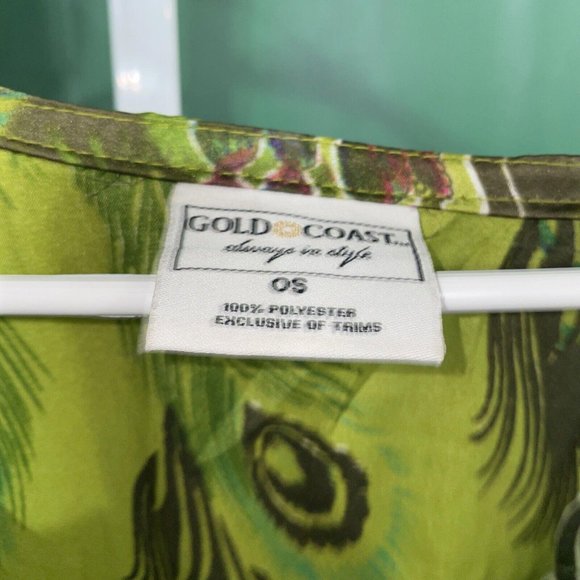 GOLD COAST...
always in style
OS
100% POLYESTER
EXCLUSIVE OF TRIMS